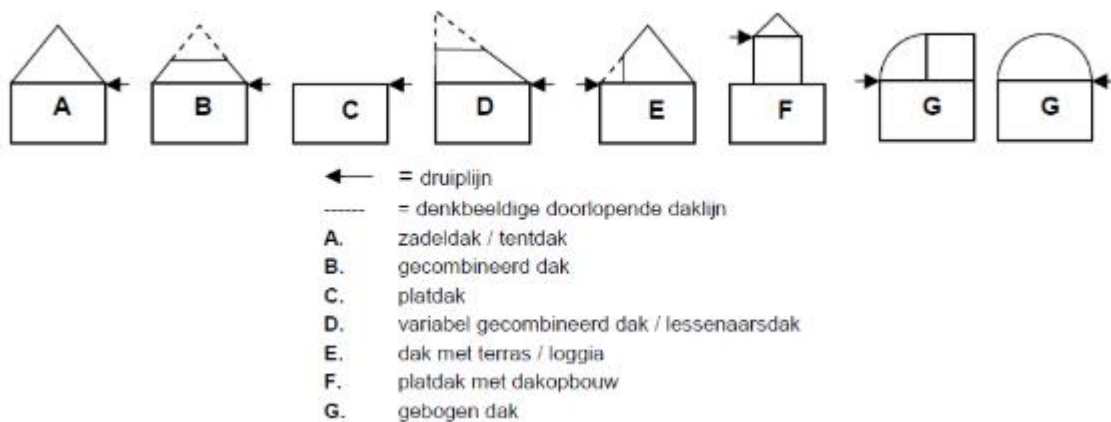 A B C D E F G G
= druiplijn
= denkbeeldige doorlopende daklijn
A. zadeldak / tentdak
B. gecombineerd dak
C. platdak
D. variabel gecombineerd dak / lessenaarsdak
E. dak met terras / loggia
F. platdak met dakopbouw
G. gebogen dak